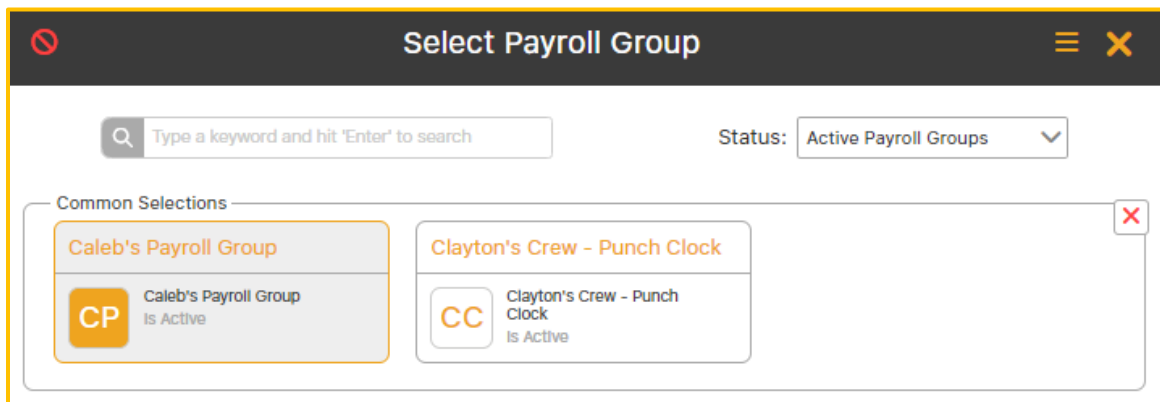 Select Payroll Group
Type a keyword and hit 'Enter' to search
Status: Active Payroll Groups
Common Selections
Caleb's Payroll Group
CP
Caleb's Payroll Group
Is Active
Clayton's Crew - Punch Clock
CC
Clayton's Crew - Punch
Clock
Is Active